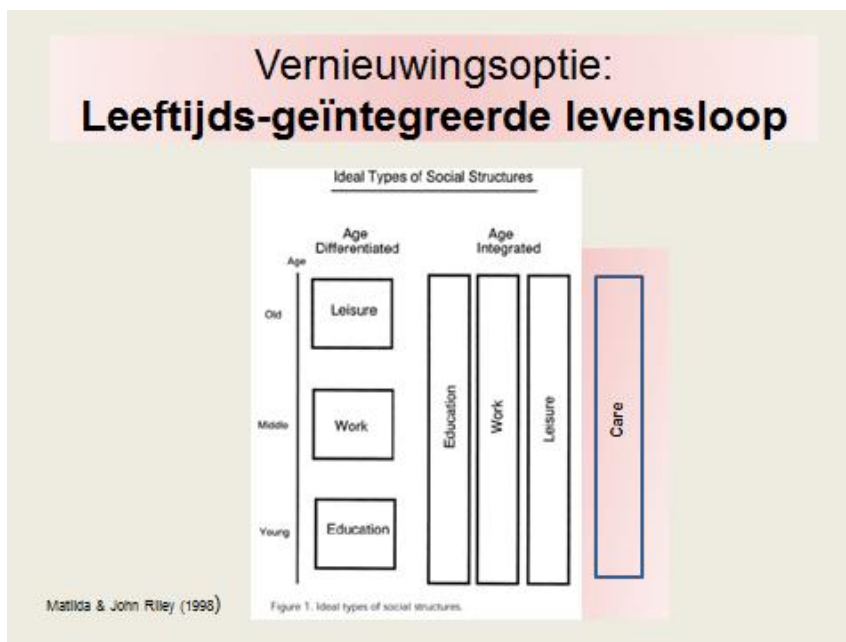 Vernieuwingsoptie:
Leeftijds-geïntegreerde levensloop
Ideal Types of Social Structures
Age
Differentiated
Age
Integrated
Age
Old
Leisure
Middle
Work
Young
Education
Education
Work
Leisure
Care
Matilda & John Riley (1998)
Figure 1. Ideal types of social structures.